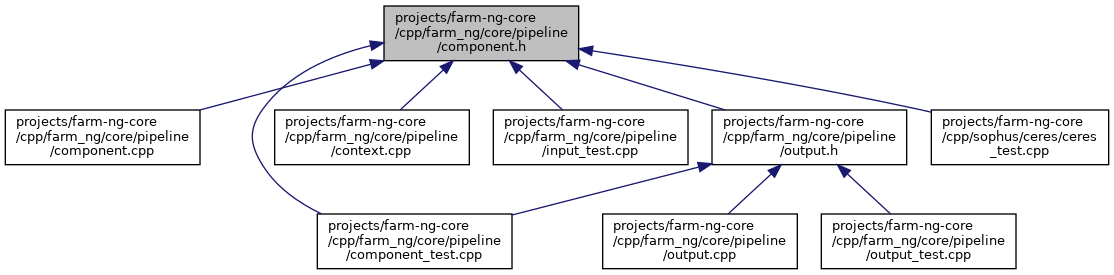 projects/farm-ng-core
/cpp/farm_ng/core/pipeline
/component.h
projects/farm-ng-core
/cpp/farm_ng/core/pipeline
/component.cpp
projects/farm-ng-core
/cpp/farm_ng/core/pipeline
/context.cpp
projects/farm-ng-core
/cpp/farm_ng/core/pipeline
/input_test.cpp
projects/farm-ng-core
/cpp/farm_ng/core/pipeline
/output.h
projects/farm-ng-core
/cpp/sophus/ceres/ceres
_test.cpp
projects/farm-ng-core
/cpp/farm_ng/core/pipeline
/component_test.cpp
projects/farm-ng-core
/cpp/farm_ng/core/pipeline
/output.cpp
projects/farm-ng-core
/cpp/farm_ng/core/pipeline
/output_test.cpp